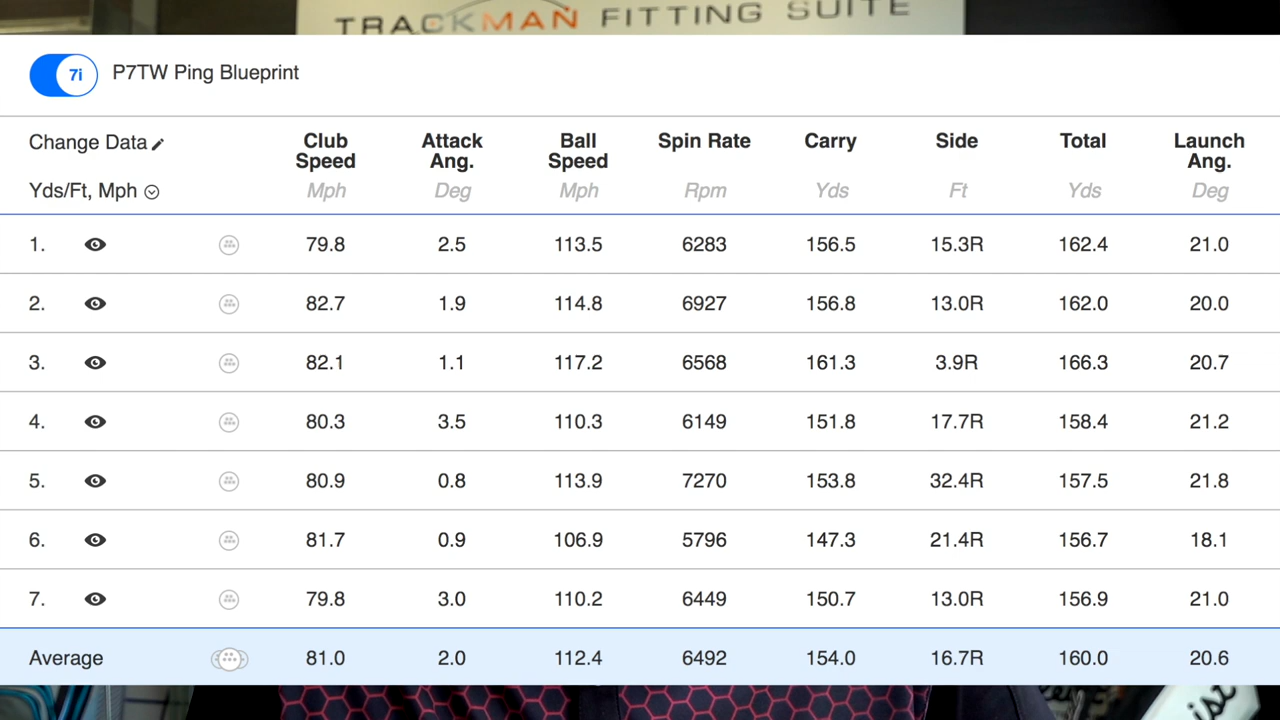 TRACKMAN FITTING SUITE
7i P7TW Ping Blueprint
Change Data Club Speed Attack Ang. Ball Speed Spin Rate Carry Side Total Launch Ang.
Yds/Ft, Mph Mph Deg Mph Rpm Yds Ft Yds Deg
1. 79.8 2.5 113.5 6283 156.5 15.3R 162.4 21.0
2. 82.7 1.9 114.8 6927 156.8 13.0R 162.0 20.0
3. 82.1 1.1 117.2 6568 161.3 3.9R 166.3 20.7
4. 80.3 3.5 110.3 6149 151.8 17.7R 158.4 21.2
5. 80.9 0.8 113.9 7270 153.8 32.4R 157.5 21.8
6. 81.7 0.9 106.9 5796 147.3 21.4R 156.7 18.1
7. 79.8 3.0 110.2 6449 150.7 13.0R 156.9 21.0
Average 81.0 2.0 112.4 6492 154.0 16.7R 160.0 20.6